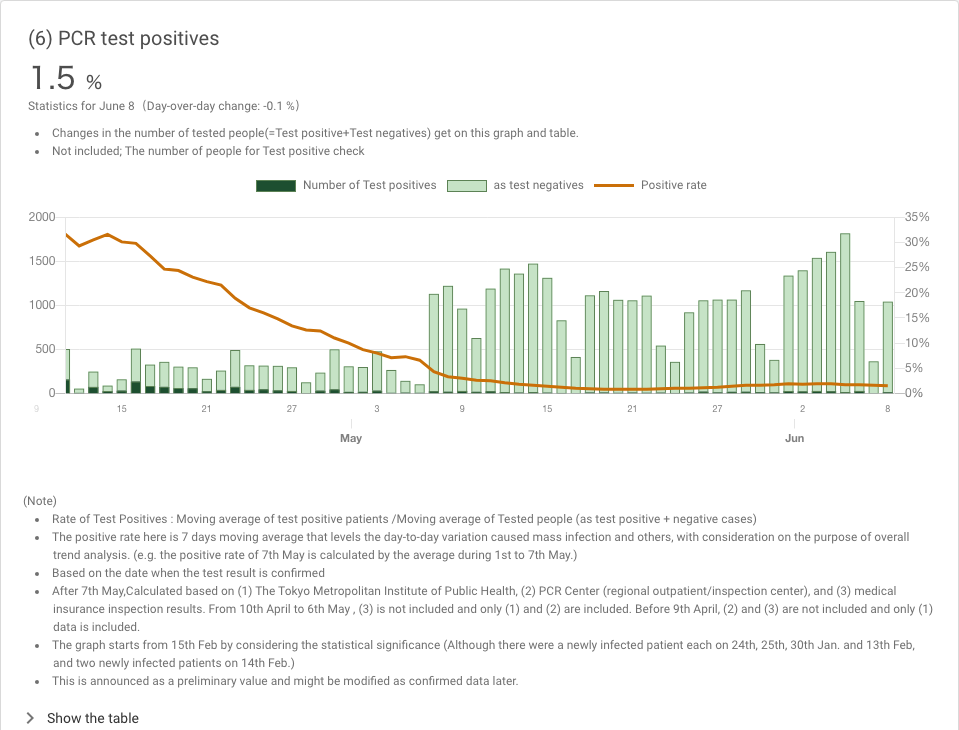 (6) PCR test positives
1.5 %
Statistics for June 8（Day-over-day change: -0.1 %）
• Changes in the number of tested people(=Test positive+Test negatives) get on this graph and table.
• Not included; The number of people for Test positive check
Number of Test positives as test negatives Positive rate
2000 35%
30%
1500
25%
20%
1000
15%
500 10%
5%
0 0%
9 15 21 27 3 9 15 21 27 2 8
May Jun
(Note)
• Rate of Test Positives : Moving average of test positive patients /Moving average of Tested people (as test positive + negative cases)
• The positive rate here is 7 days moving average that levels the day-to-day variation caused mass infection and others, with consideration on the purpose of overall
trend analysis. (e.g. the positive rate of 7th May is calculated by the average during 1st to 7th May.)
• Based on the date when the test result is confirmed
• After 7th May,Calculated based on (1) The Tokyo Metropolitan Institute of Public Health, (2) PCR Center (regional outpatient/inspection center), and (3) medical
insurance inspection results. From 10th April to 6th May , (3) is not included and only (1) and (2) are included. Before 9th April, (2) and (3) are not included and only (1)
data is included.
• The graph starts from 15th Feb by considering the statistical significance (Although there were a newly infected patient each on 24th, 25th, 30th Jan. and 13th Feb,
and two newly infected patients on 14th Feb.)
• This is announced as a preliminary value and might be modified as confirmed data later.
Show the table